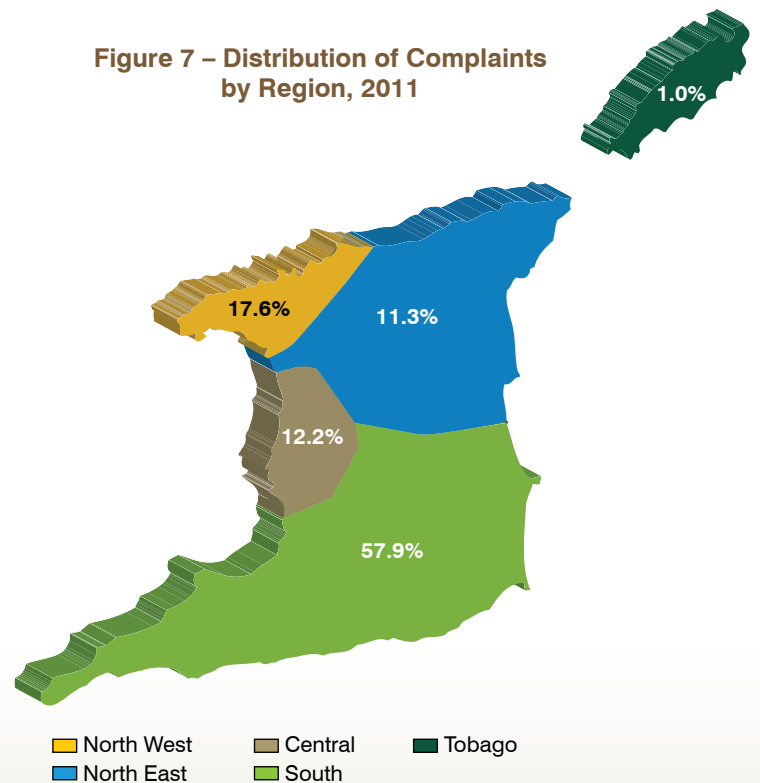 Figure 7 – Distribution of Complaints
by Region, 2011
1.0%
17.6%
11.3%
12.2%
57.9%
North West
Central
Tobago
North East
South